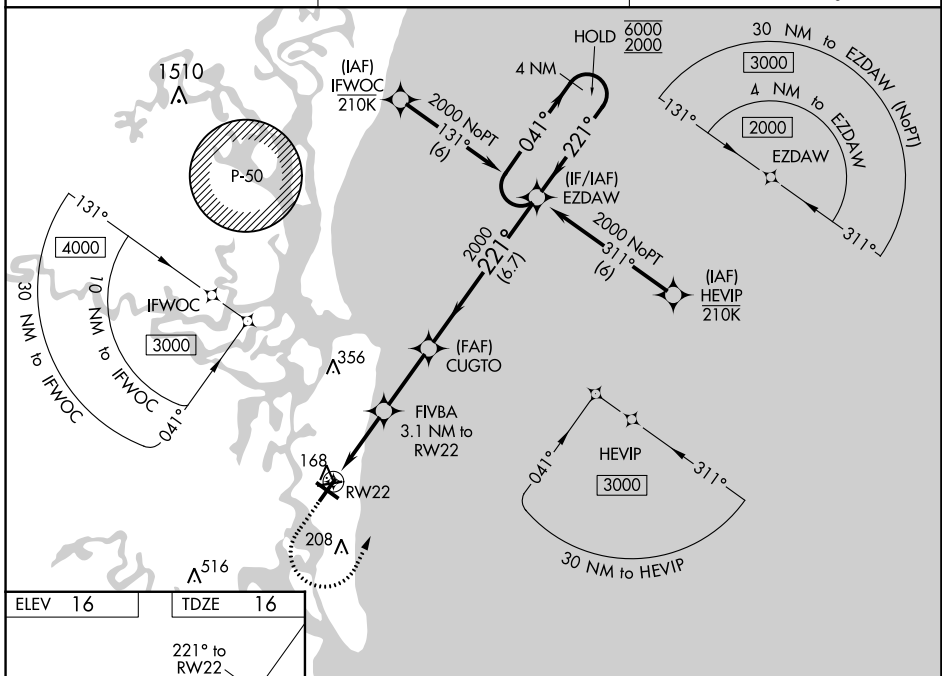 1510
(IAF)
IFWOC
210K
2000 NoPT
131°
(6)
HOLD 6000
2000
4 NM
041°
221°
30 NM to EZDAW (NoPT)
3000
4 NM to EZDAW
2000
131°
EZDAW
311°
P-50
(IF/IAF)
EZDAW
2000 NoPT
311°
(6)
(IAF)
HEVIP
210K
2000
221°
(6.7)
131°
4000
30 NM to IFWOC
10 NM to IFWOC
IFWOC
3000
041°
356
(FAF)
CUGTO
FIVBA
3.1 NM to
RW22
168
RW22
208
516
041°
HEVIP
3000
311°
30 NM to HEVIP
ELEV 16
TDZE 16
221° to
RW22